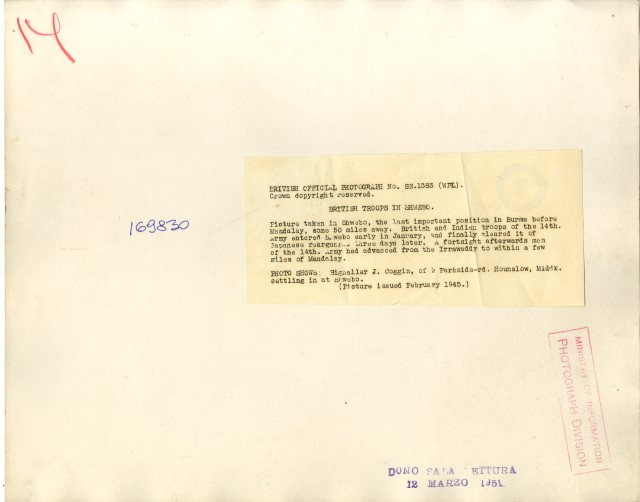 14
169830
BRITISH OFFICIAL PHOTOGRAPH No. SE.1383 (WPL).
Crown copyright reserved.
BRITISH TROOPS IN SHWEBO.
Picture taken in Shwebo, the last important position in Burma before
Mandalay, some 50 miles away. British and Indian troops of the 14th.
Army entered Shwebo early in January, and finally cleared it of
Japanese rearguards three days later. A fortnight afterwards men
of the 14th. Army had advanced from the Irrawaddy to within a few
miles of Mandalay.
PHOTO SHOWS: Signaller J. Coggin, of Parkside-rd. Hounslow, Middx.
settling in at Shwebo.
(Picture issued February 1945.)
MINISTRY OF INFORMATION
PHOTOGRAPH DIVISION
DONO SALA LETTURA
12 MARZO 1951